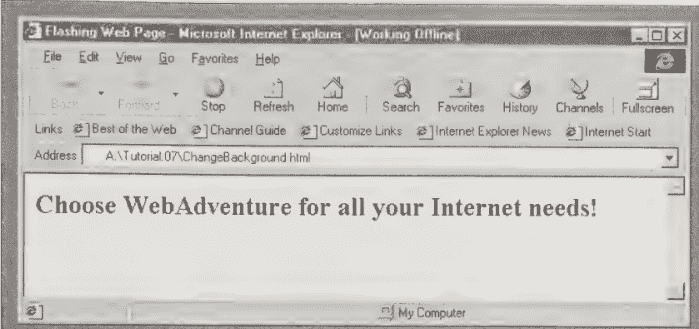 Flashing Web Page - Microsoft Internet Explorer - [Working Offline]
File Edit View Go Favorites Help
Back Forward Stop Refresh Home Search Favorites History Channels Fullscreen
Links Best of the Web Channel Guide Customize Links Internet Explorer News Internet Start
Address A:\Tutorial.07\ChangeBackground.html
Choose WebAdventure for all your Internet needs!
My Computer